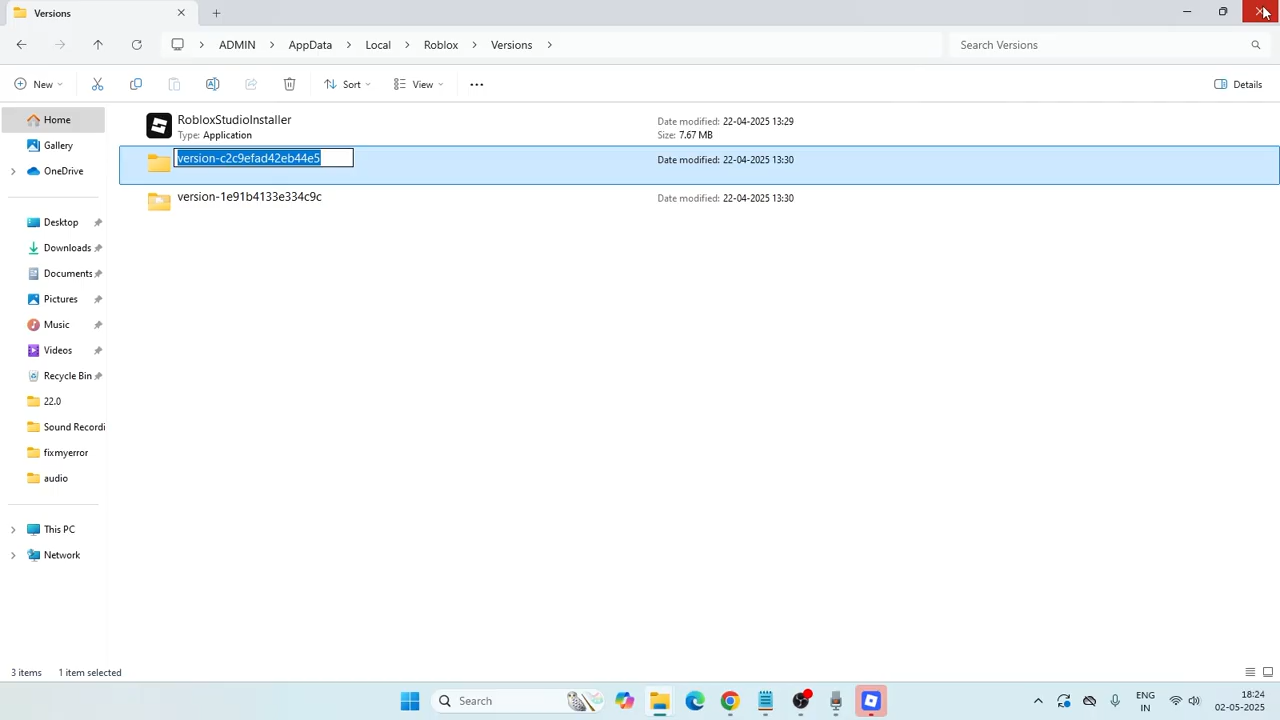 Versions
ADMIN
AppData
Local
Roblox
Versions
Search Versions
New
Sort
View
Details
Home
Gallery
OneDrive
Desktop
Downloads
Documents
Pictures
Music
Videos
Recycle Bin
22.0
Sound Recordi
fixmyerror
audio
This PC
Network
RobloxStudioInstaller
Type: Application
Date modified: 22-04-2025 13:29
Size: 7.67 MB
version-c2c9efad42eb44e5
Date modified: 22-04-2025 13:30
version-1e91b4133e334c9c
Date modified: 22-04-2025 13:30
3 items
1 item selected
Search
ENG
IN
18:24
02-05-2025